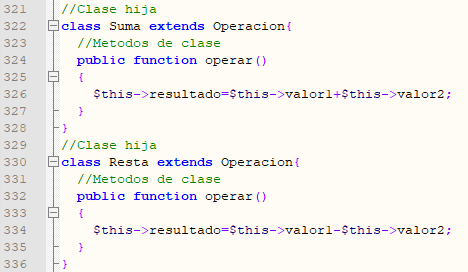 321 //Clase hija
322 class Suma extends Operacion{
323 //Metodos de clase
324 public function operar()
325 {
326 $this->resultado=$this->valor1+$this->valor2;
327 }
328 }
329 //Clase hija
330 class Resta extends Operacion{
331 //Metodos de clase
332 public function operar()
333 {
334 $this->resultado=$this->valor1-$this->valor2;
335 }
336 }